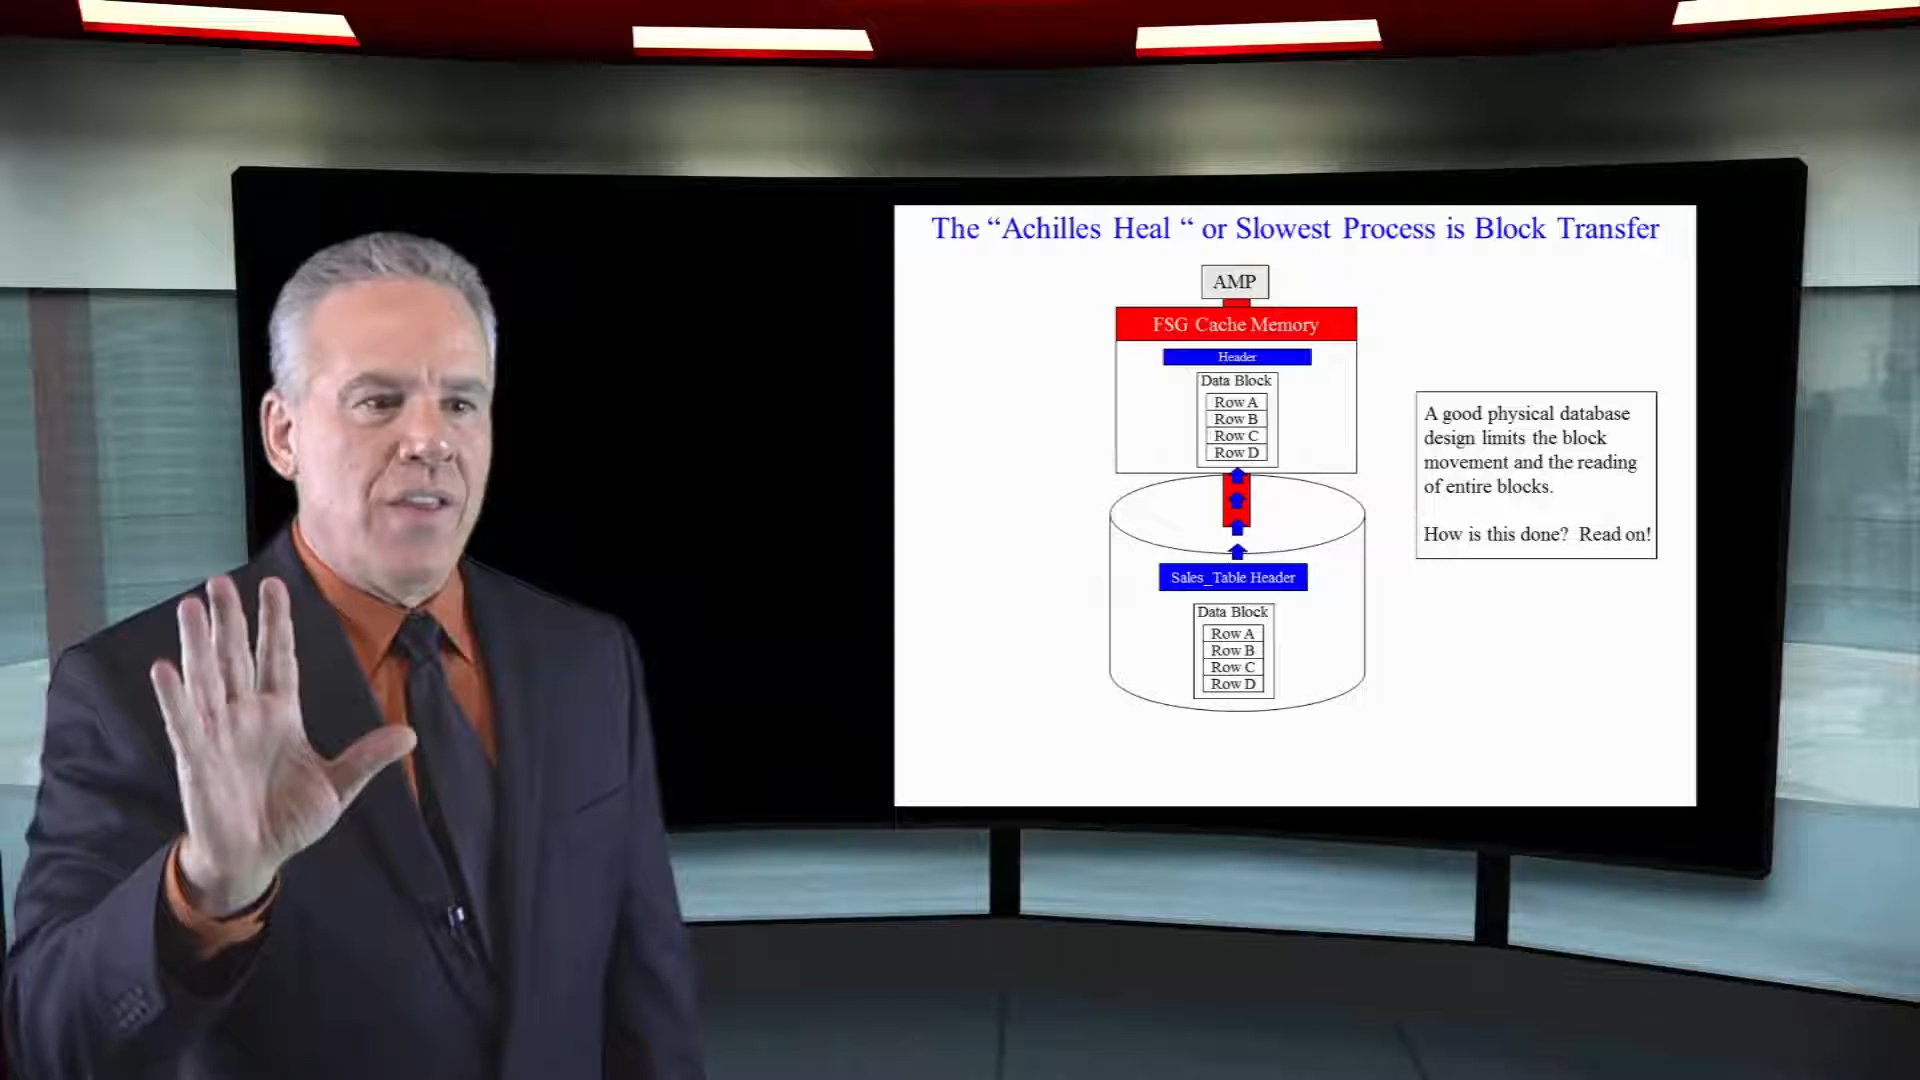 The “Achilles Heal “ or Slowest Process is Block Transfer
AMP
FSG Cache Memory
Header
Data Block
Row A
Row B
Row C
Row D
A good physical database
design limits the block
movement and the reading
of entire blocks.
How is this done? Read on!
Sales_Table Header
Data Block
Row A
Row B
Row C
Row D